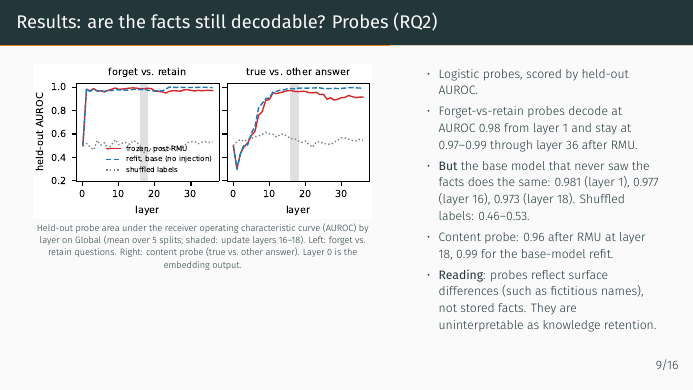 Results: are the facts still decodable? Probes (RQ2)
forget vs. retain
true vs. other answer
held-out AUROC
1.0
0.8
0.6
0.4
0.2
frozen, post-RMU
refit, base (no injection)
shuffled labels
0 10 20 30
0 10 20 30
layer
layer
Held-out probe area under the receiver operating characteristic curve (AUROC) by
layer on Global (mean over 5 splits; shaded: update layers 16–18). Left: forget vs.
retain questions. Right: content probe (true vs. other answer). Layer 0 is the
embedding output.
· Logistic probes, scored by held-out
AUROC.
· Forget-vs-retain probes decode at
AUROC 0.98 from layer 1 and stay at
0.97–0.99 through layer 36 after RMU.
· But the base model that never saw the
facts does the same: 0.981 (layer 1), 0.977
(layer 16), 0.973 (layer 18). Shuffled
labels: 0.46–0.53.
· Content probe: 0.96 after RMU at layer
18, 0.99 for the base-model refit.
· Reading: probes reflect surface
differences (such as fictitious names),
not stored facts. They are
uninterpretable as knowledge retention.
9/16